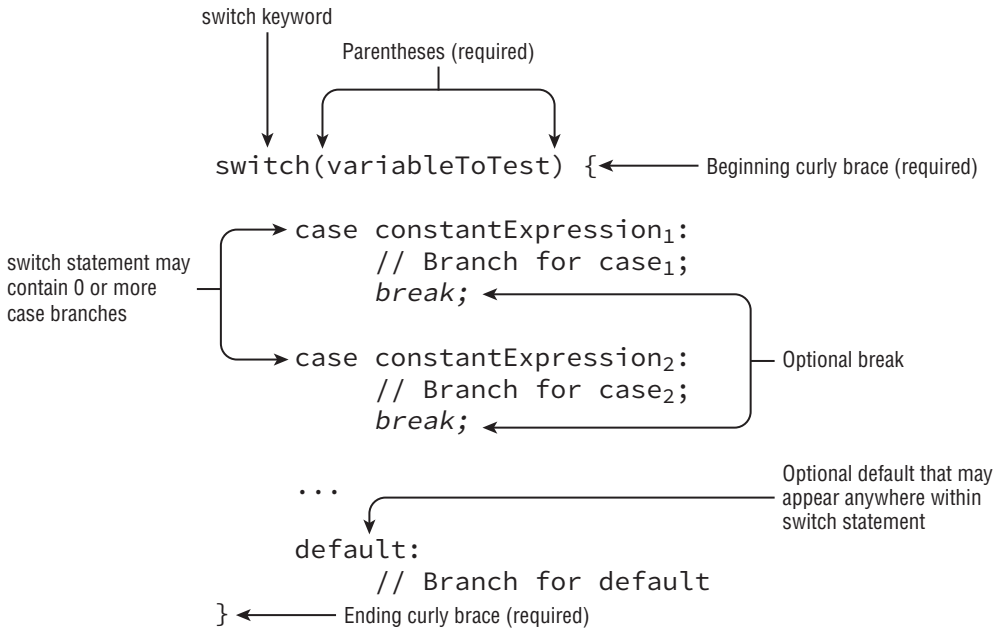 switch keyword
Parentheses (required)
switch(variableToTest) {
Beginning curly brace (required)
switch statement may
contain 0 or more
case branches
case constantExpression₁:
// Branch for case₁;
break;
case constantExpression₂:
// Branch for case₂;
break;
Optional break
...
Optional default that may
appear anywhere within
switch statement
default:
// Branch for default
}
Ending curly brace (required)